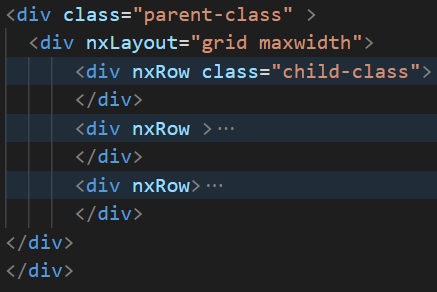 <div class="parent-class" >
  <div nxLayout="grid maxwidth">
      <div nxRow class="child-class">
      </div>
      <div nxRow >⋯
      </div>
      <div nxRow>⋯
      </div>
</div>
</div>